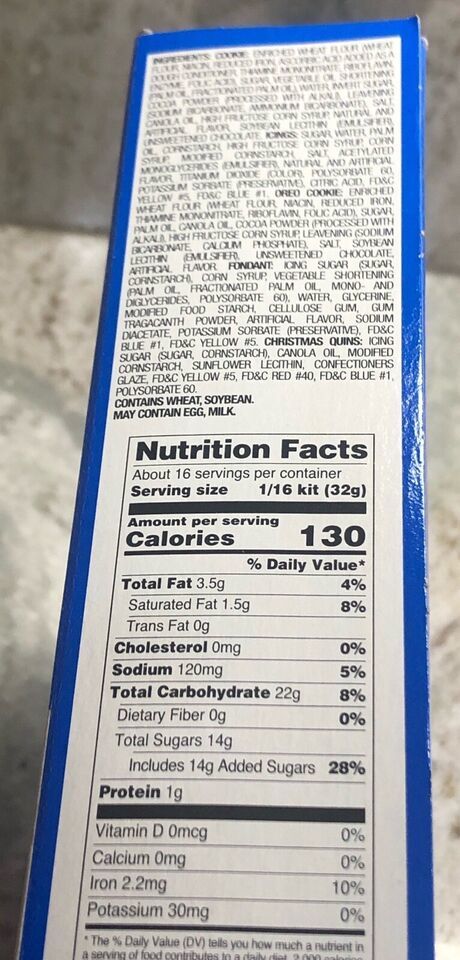 INGREDIENTS: COOKIE: ENRICHED WHEAT FLOUR (WHEAT
FLOUR, NIACIN, REDUCED IRON, ASCORBIC ACID ADDED AS A
DOUGH CONDITIONER, THIAMINE MONONITRATE, RIBOFLAVIN,
ENZYME, FOLIC ACID), SUGAR, VEGETABLE OIL SHORTENING
(PALM OIL, FRACTIONATED PALM OIL), WATER, INVERT SUGAR,
COCOA POWDER (PROCESSED WITH ALKALI), LEAVENING
(SODIUM BICARBONATE, AMMONIUM BICARBONATE), SALT,
CANOLA OIL, HIGH FRUCTOSE CORN SYRUP, NATURAL AND
ARTIFICIAL FLAVOR, SOYBEAN LECITHIN (EMULSIFIER),
UNSWEETENED CHOCOLATE. ICINGS: SUGAR, WATER, PALM
OIL, CORNSTARCH, HIGH FRUCTOSE CORN SYRUP, CORN
SYRUP, MODIFIED CORNSTARCH, SALT, ACETYLATED
MONOGLYCERIDES (EMULSIFIER), NATURAL AND ARTIFICIAL
FLAVOR, TITANIUM DIOXIDE (COLOR), POLYSORBATE 60,
POTASSIUM SORBATE (PRESERVATIVE), CITRIC ACID, FD&C
YELLOW #5, FD&C BLUE #1. OREO COOKIE: ENRICHED
WHEAT FLOUR (WHEAT FLOUR, NIACIN, REDUCED IRON,
THIAMINE MONONITRATE, RIBOFLAVIN, FOLIC ACID), SUGAR,
PALM OIL, CANOLA OIL, COCOA POWDER (PROCESSED WITH
ALKALI), HIGH FRUCTOSE CORN SYRUP, LEAVENING (SODIUM
BICARBONATE, CALCIUM PHOSPHATE), SALT, SOYBEAN
LECITHIN (EMULSIFIER), UNSWEETENED CHOCOLATE,
ARTIFICIAL FLAVOR. FONDANT: ICING SUGAR (SUGAR,
CORNSTARCH), CORN SYRUP, VEGETABLE SHORTENING
(PALM OIL, FRACTIONATED PALM OIL, MONO- AND
DIGLYCERIDES, POLYSORBATE 60), WATER, GLYCERINE,
MODIFIED FOOD STARCH, CELLULOSE GUM, GUM
TRAGACANTH POWDER, ARTIFICIAL FLAVOR, SODIUM
DIACETATE, POTASSIUM SORBATE (PRESERVATIVE), FD&C
BLUE #1, FD&C YELLOW #5. CHRISTMAS QUINS: ICING
SUGAR (SUGAR, CORNSTARCH), CANOLA OIL, MODIFIED
CORNSTARCH, SUNFLOWER LECITHIN, CONFECTIONERS
GLAZE, FD&C YELLOW #5, FD&C RED #40, FD&C BLUE #1,
POLYSORBATE 60.
CONTAINS WHEAT, SOYBEAN.
MAY CONTAIN EGG, MILK.
Nutrition Facts
About 16 servings per container
Serving size 1/16 kit (32g)
Amount per serving
Calories 130
% Daily Value*
Total Fat 3.5g 4%
Saturated Fat 1.5g 8%
Trans Fat 0g
Cholesterol 0mg 0%
Sodium 120mg 5%
Total Carbohydrate 22g 8%
Dietary Fiber 0g 0%
Total Sugars 14g
Includes 14g Added Sugars 28%
Protein 1g
Vitamin D 0mcg 0%
Calcium 0mg 0%
Iron 2.2mg 10%
Potassium 30mg 0%
* The % Daily Value (DV) tells you how much a nutrient in
a serving of food contributes to a daily diet. 2,000 calories